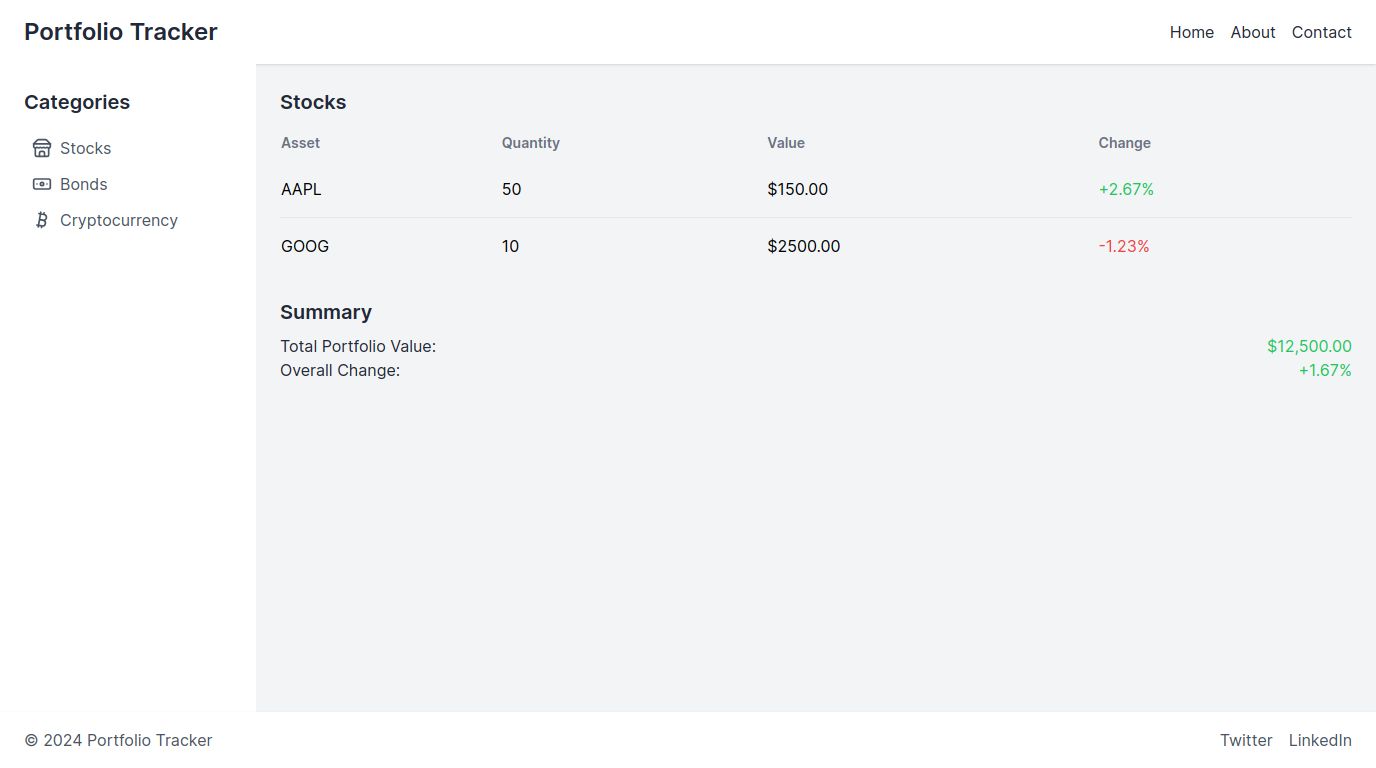 Portfolio Tracker
Home About Contact
Categories
Stocks
Bonds
Cryptocurrency
Stocks
Asset Quantity Value Change
AAPL 50 $150.00 +2.67%
GOOG 10 $2500.00 -1.23%
Summary
Total Portfolio Value: $12,500.00
Overall Change: +1.67%
© 2024 Portfolio Tracker
Twitter LinkedIn